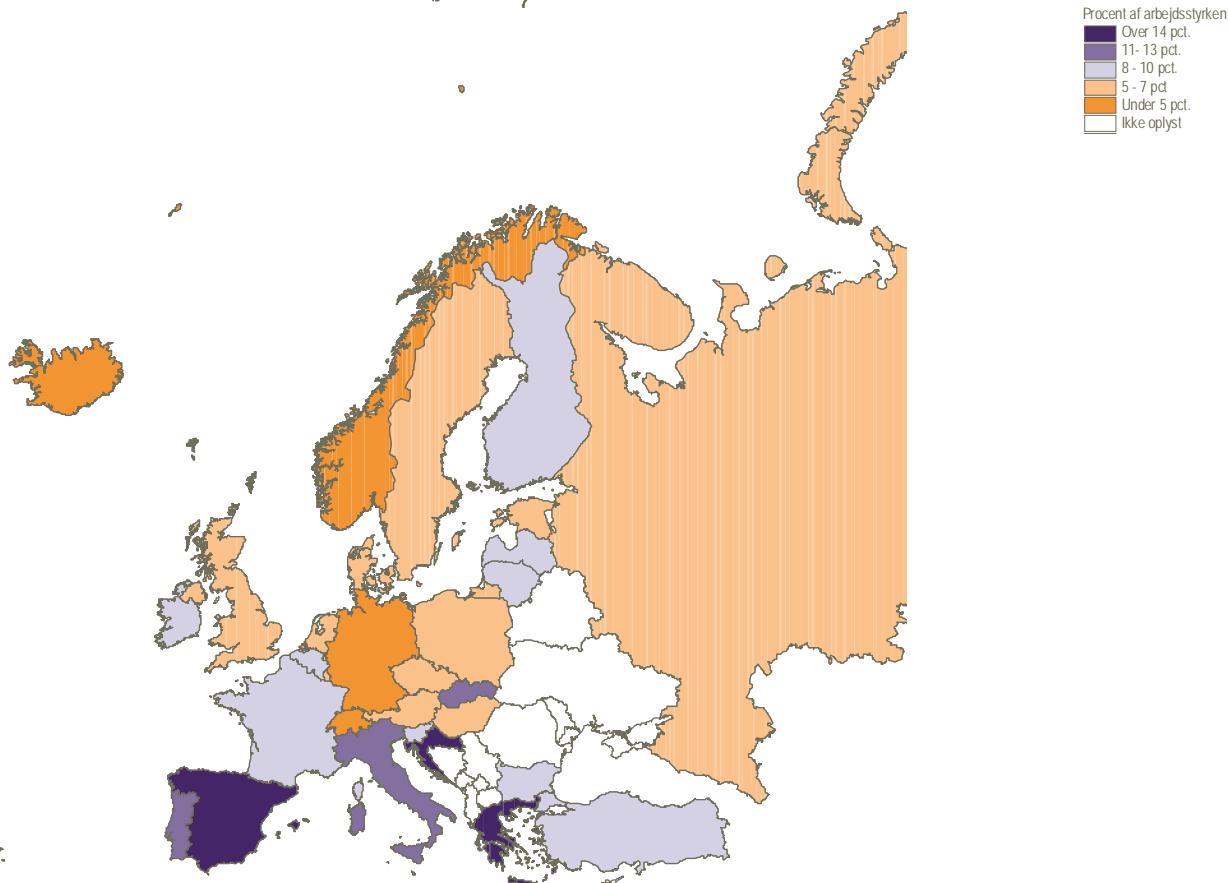 Procent af arbejdsstyrken
Over 14 pct.
11- 13 pct.
8 - 10 pct.
5 - 7 pct
Under 5 pct.
Ikke oplyst